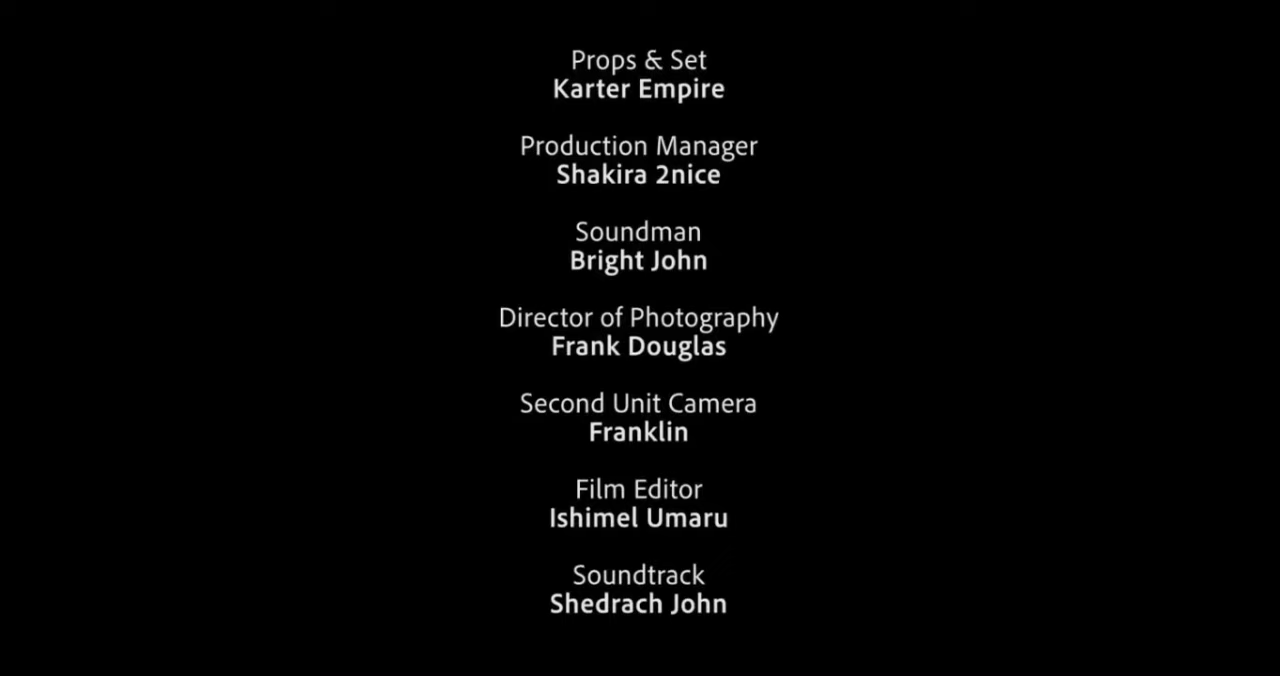 Props & Set
Karter Empire
Production Manager
Shakira 2nice
Soundman
Bright John
Director of Photography
Frank Douglas
Second Unit Camera
Franklin
Film Editor
Ishimel Umaru
Soundtrack
Shedrach John